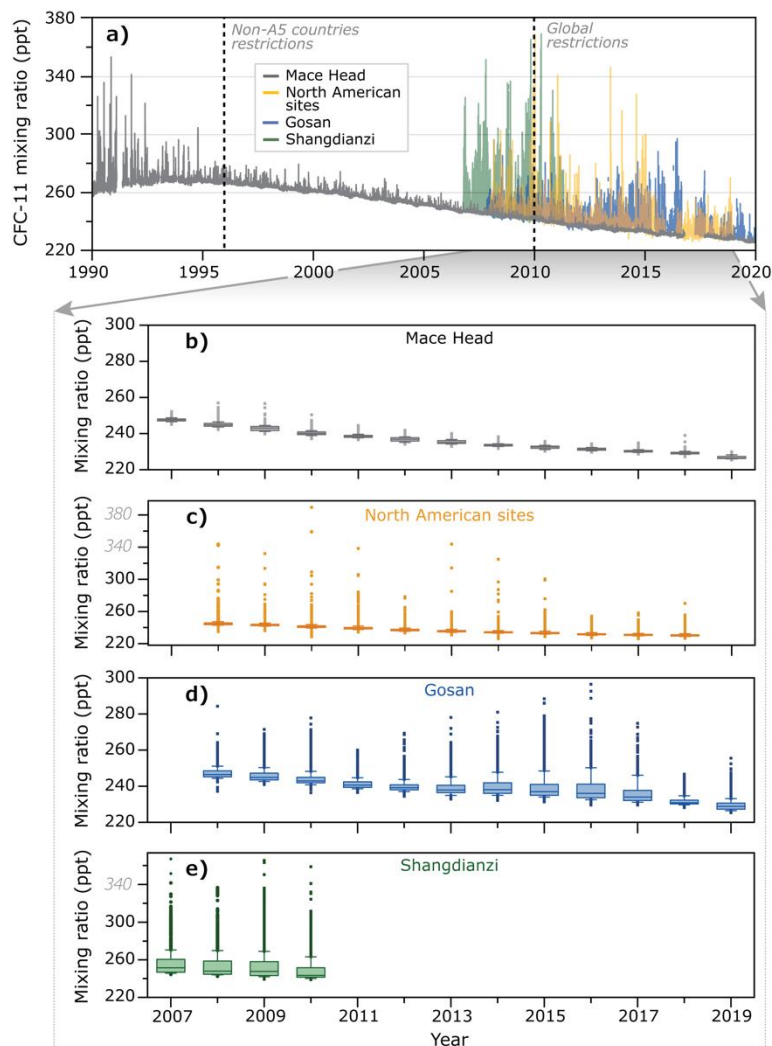 a)
Non-A5 countries
restrictions
Global
restrictions
Mace Head
North American
sites
Gosan
Shangdianzi
CFC-11 mixing ratio (ppt)
380
340
300
260
220
1990
1995
2000
2005
2010
2015
2020
b)
Mace Head
Mixing ratio (ppt)
300
260
240
220
c)
North American sites
Mixing ratio (ppt)
380
340
300
260
240
220
d)
Gosan
Mixing ratio (ppt)
300
280
260
240
220
e)
Shangdianzi
Mixing ratio (ppt)
340
300
260
220
2007
2009
2011
2013
2015
2017
2019
Year